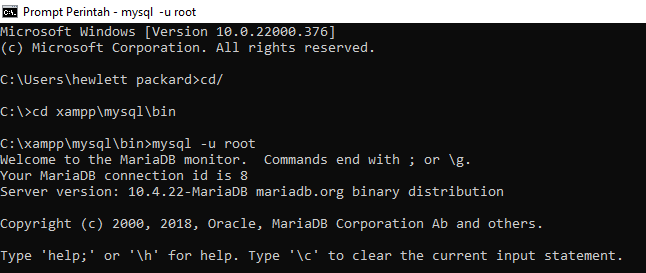 Prompt Perintah - mysql  -u root
Microsoft Windows [Version 10.0.22000.376]
(c) Microsoft Corporation. All rights reserved.
C:\Users\hewlett packard>cd/
C:\>cd xampp\mysql\bin
C:\xampp\mysql\bin>mysql -u root
Welcome to the MariaDB monitor.  Commands end with ; or \g.
Your MariaDB connection id is 8
Server version: 10.4.22-MariaDB mariadb.org binary distribution
Copyright (c) 2000, 2018, Oracle, MariaDB Corporation Ab and others.
Type 'help;' or '\h' for help. Type '\c' to clear the current input statement.